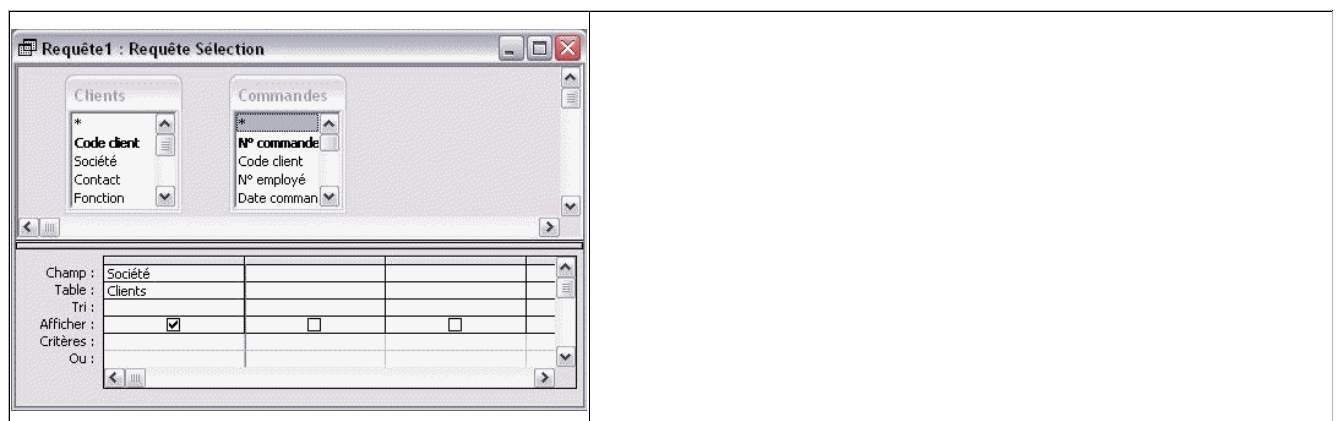 Requête1 : Requête Sélection
Clients
Commandes
*
Code client
Société
Contact
Fonction
*
N° commande
Code client
N° employé
Date comman
Champ : Société
Table : Clients
Tri :
Afficher :
Critères :
Ou :